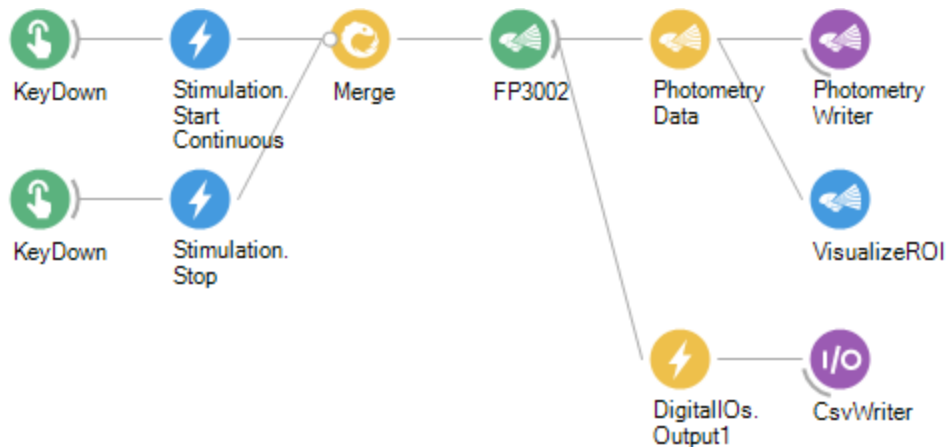 KeyDown
Stimulation.
Start
Continuous
Merge
FP3002
Photometry
Data
Photometry
Writer
KeyDown
Stimulation.
Stop
VisualizeROI
I/O
DigitalIOs.
Output1
CsvWriter